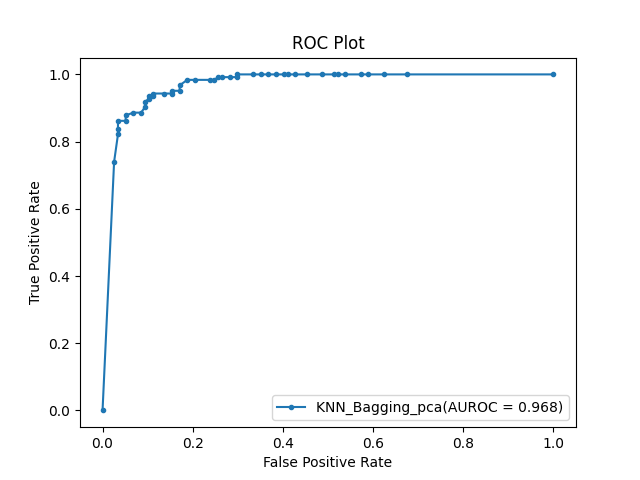 ROC Plot
1.0
0.8
0.6
0.4
0.2
0.0
True Positive Rate
KNN_Bagging_pca(AUROC = 0.968)
0.0 0.2 0.4 0.6 0.8 1.0
False Positive Rate